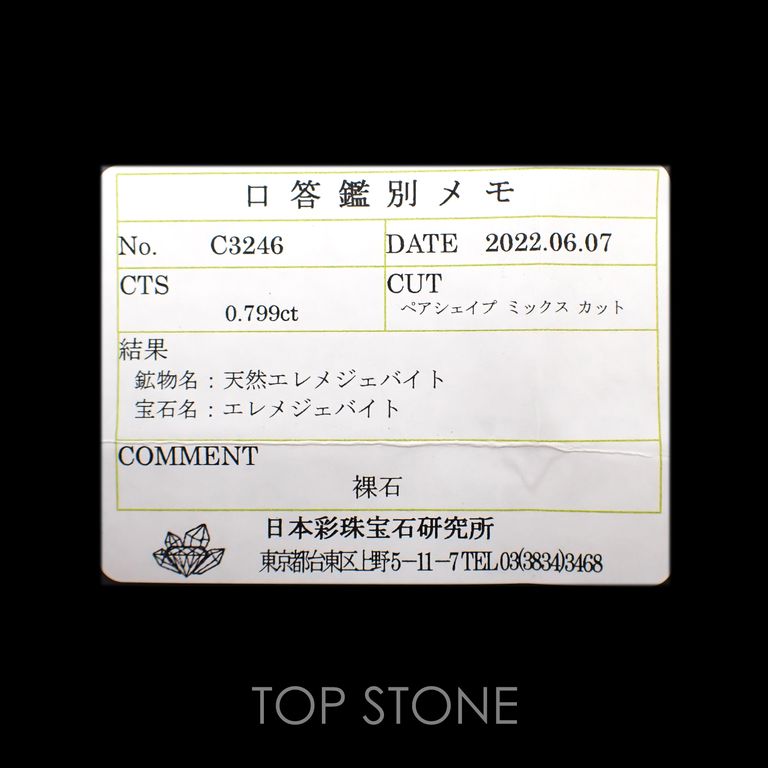 口答鑑別メモ
No. C3246 DATE 2022.06.07
CTS CUT
0.799ct ペアシェイプ ミックス カット
結果
鉱物名：天然エレメジェバイト
宝石名：エレメジェバイト
COMMENT
裸石
日本彩珠宝石研究所
東京都台東区上野5－11－7 TEL 03(3834)3468
TOP STONE